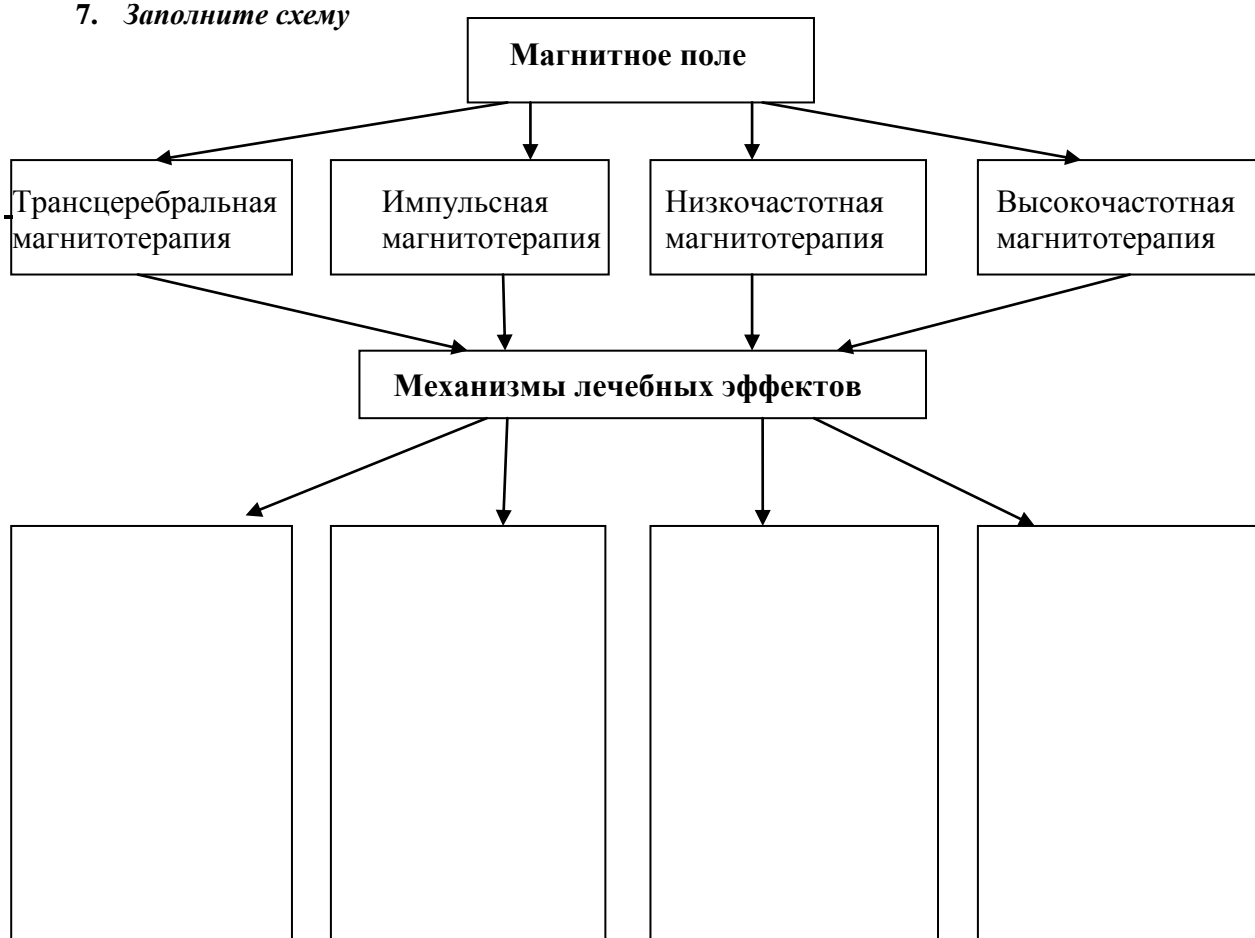 7. Заполните схему
Магнитное поле
Трансцеребральная
магнитотерапия
Импульсная
магнитотерапия
Низкочастотная
магнитотерапия
Высокочастотная
магнитотерапия
Механизмы лечебных эффектов